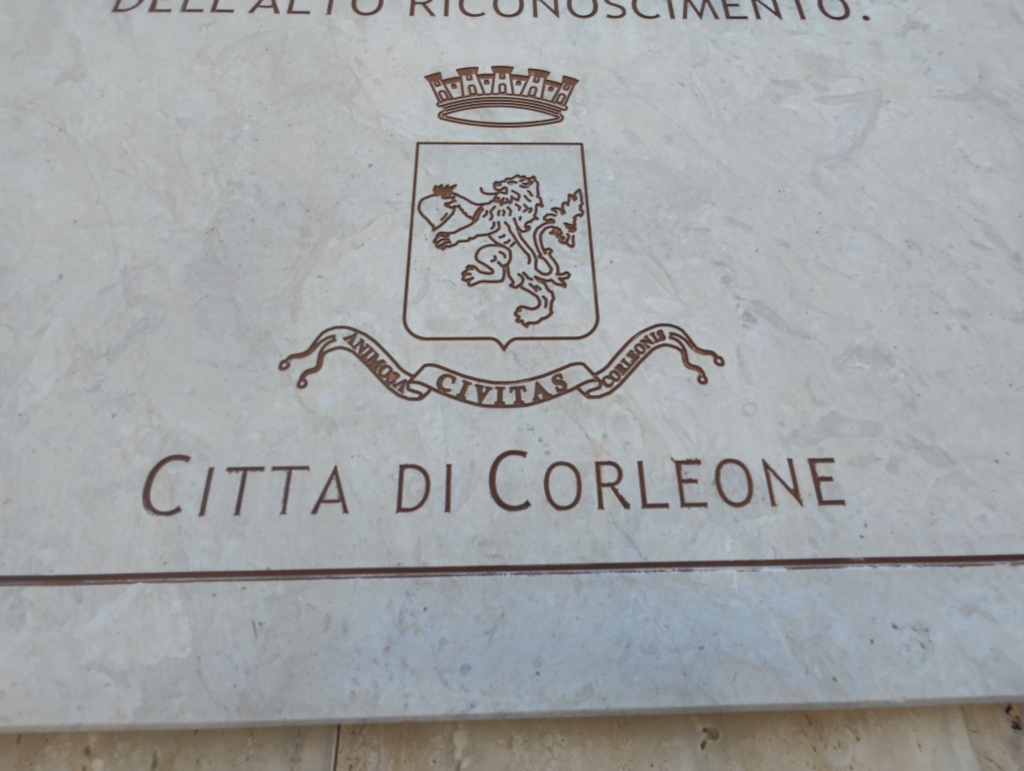 DELL'ALTO RICONOSCIMENTO.
ANIMOSA CIVITAS CORLEONIS
CITTA DI CORLEONE